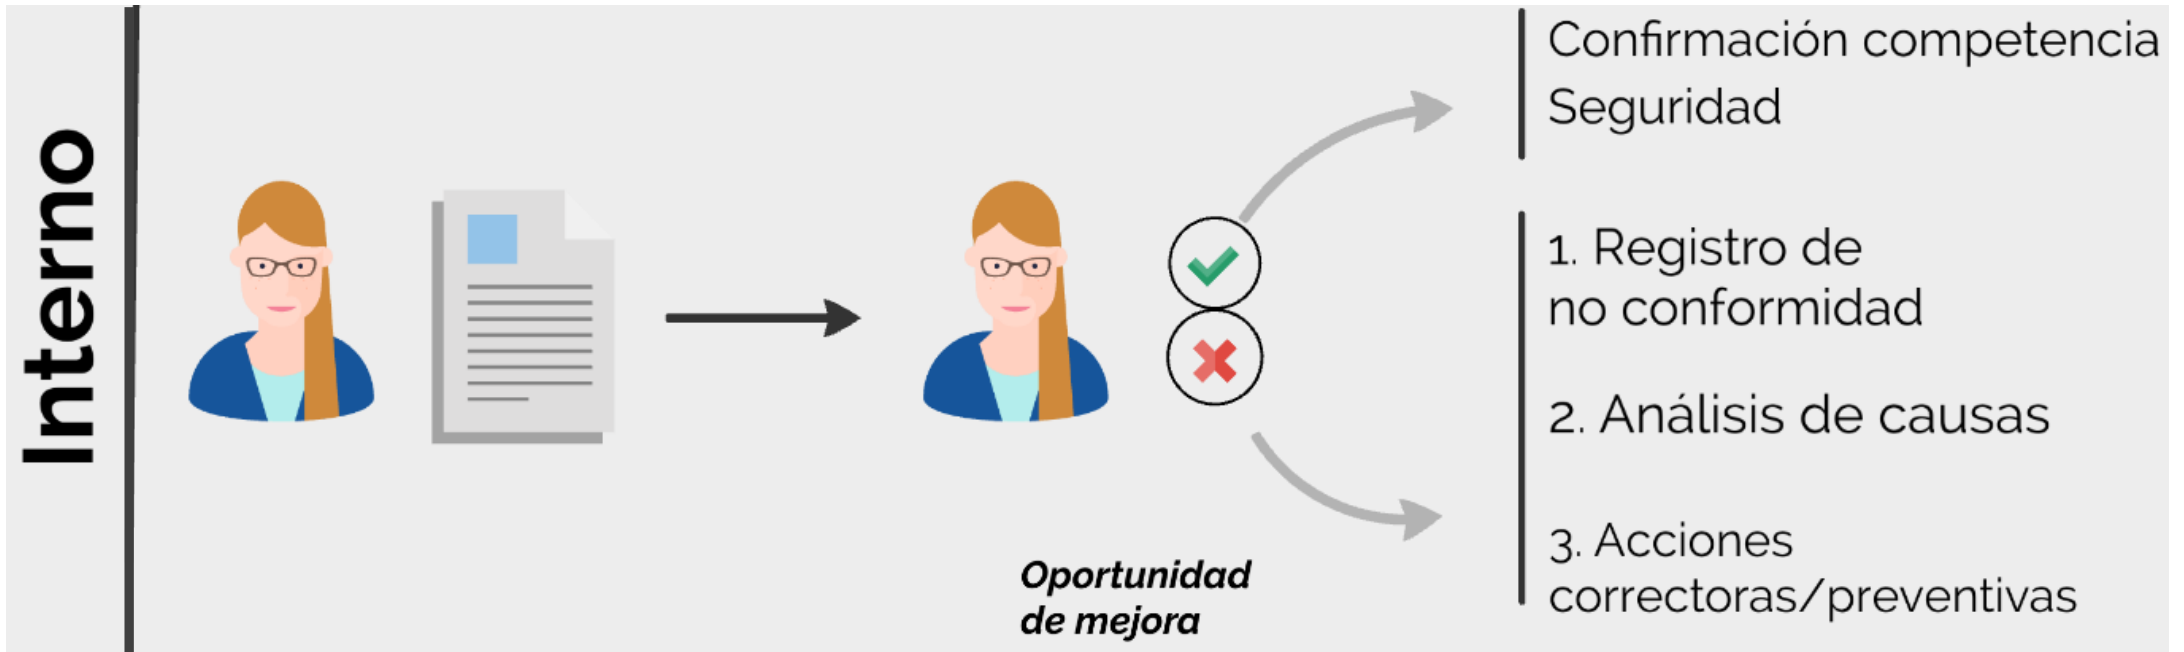 Interno
Confirmación competencia
Seguridad
1. Registro de
no conformidad
2. Análisis de causas
3. Acciones
correctoras/preventivas
Oportunidad
de mejora